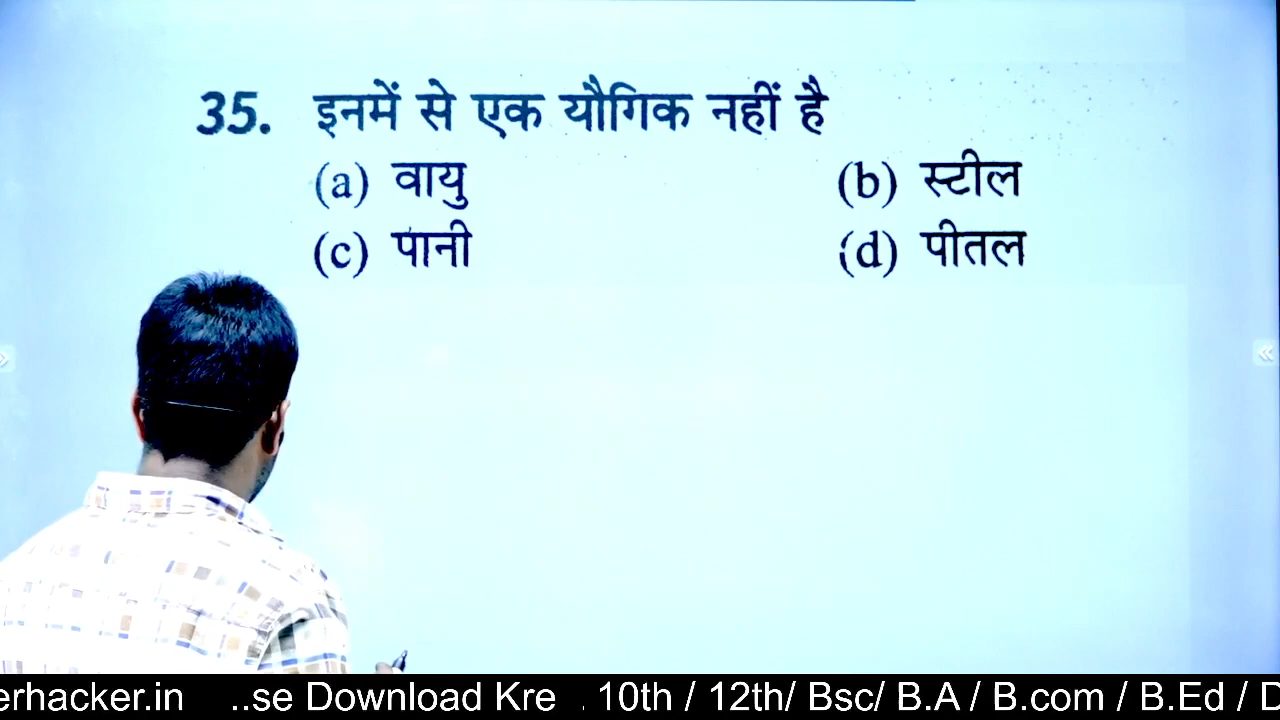 35. इनमें से एक यौगिक नहीं है
(a) वायु (b) स्टील
(c) पानी (d) पीतल
erhacker.in ..se Download Kre . 10th / 12th/ Bsc/ B.A / B.com / B.Ed / D